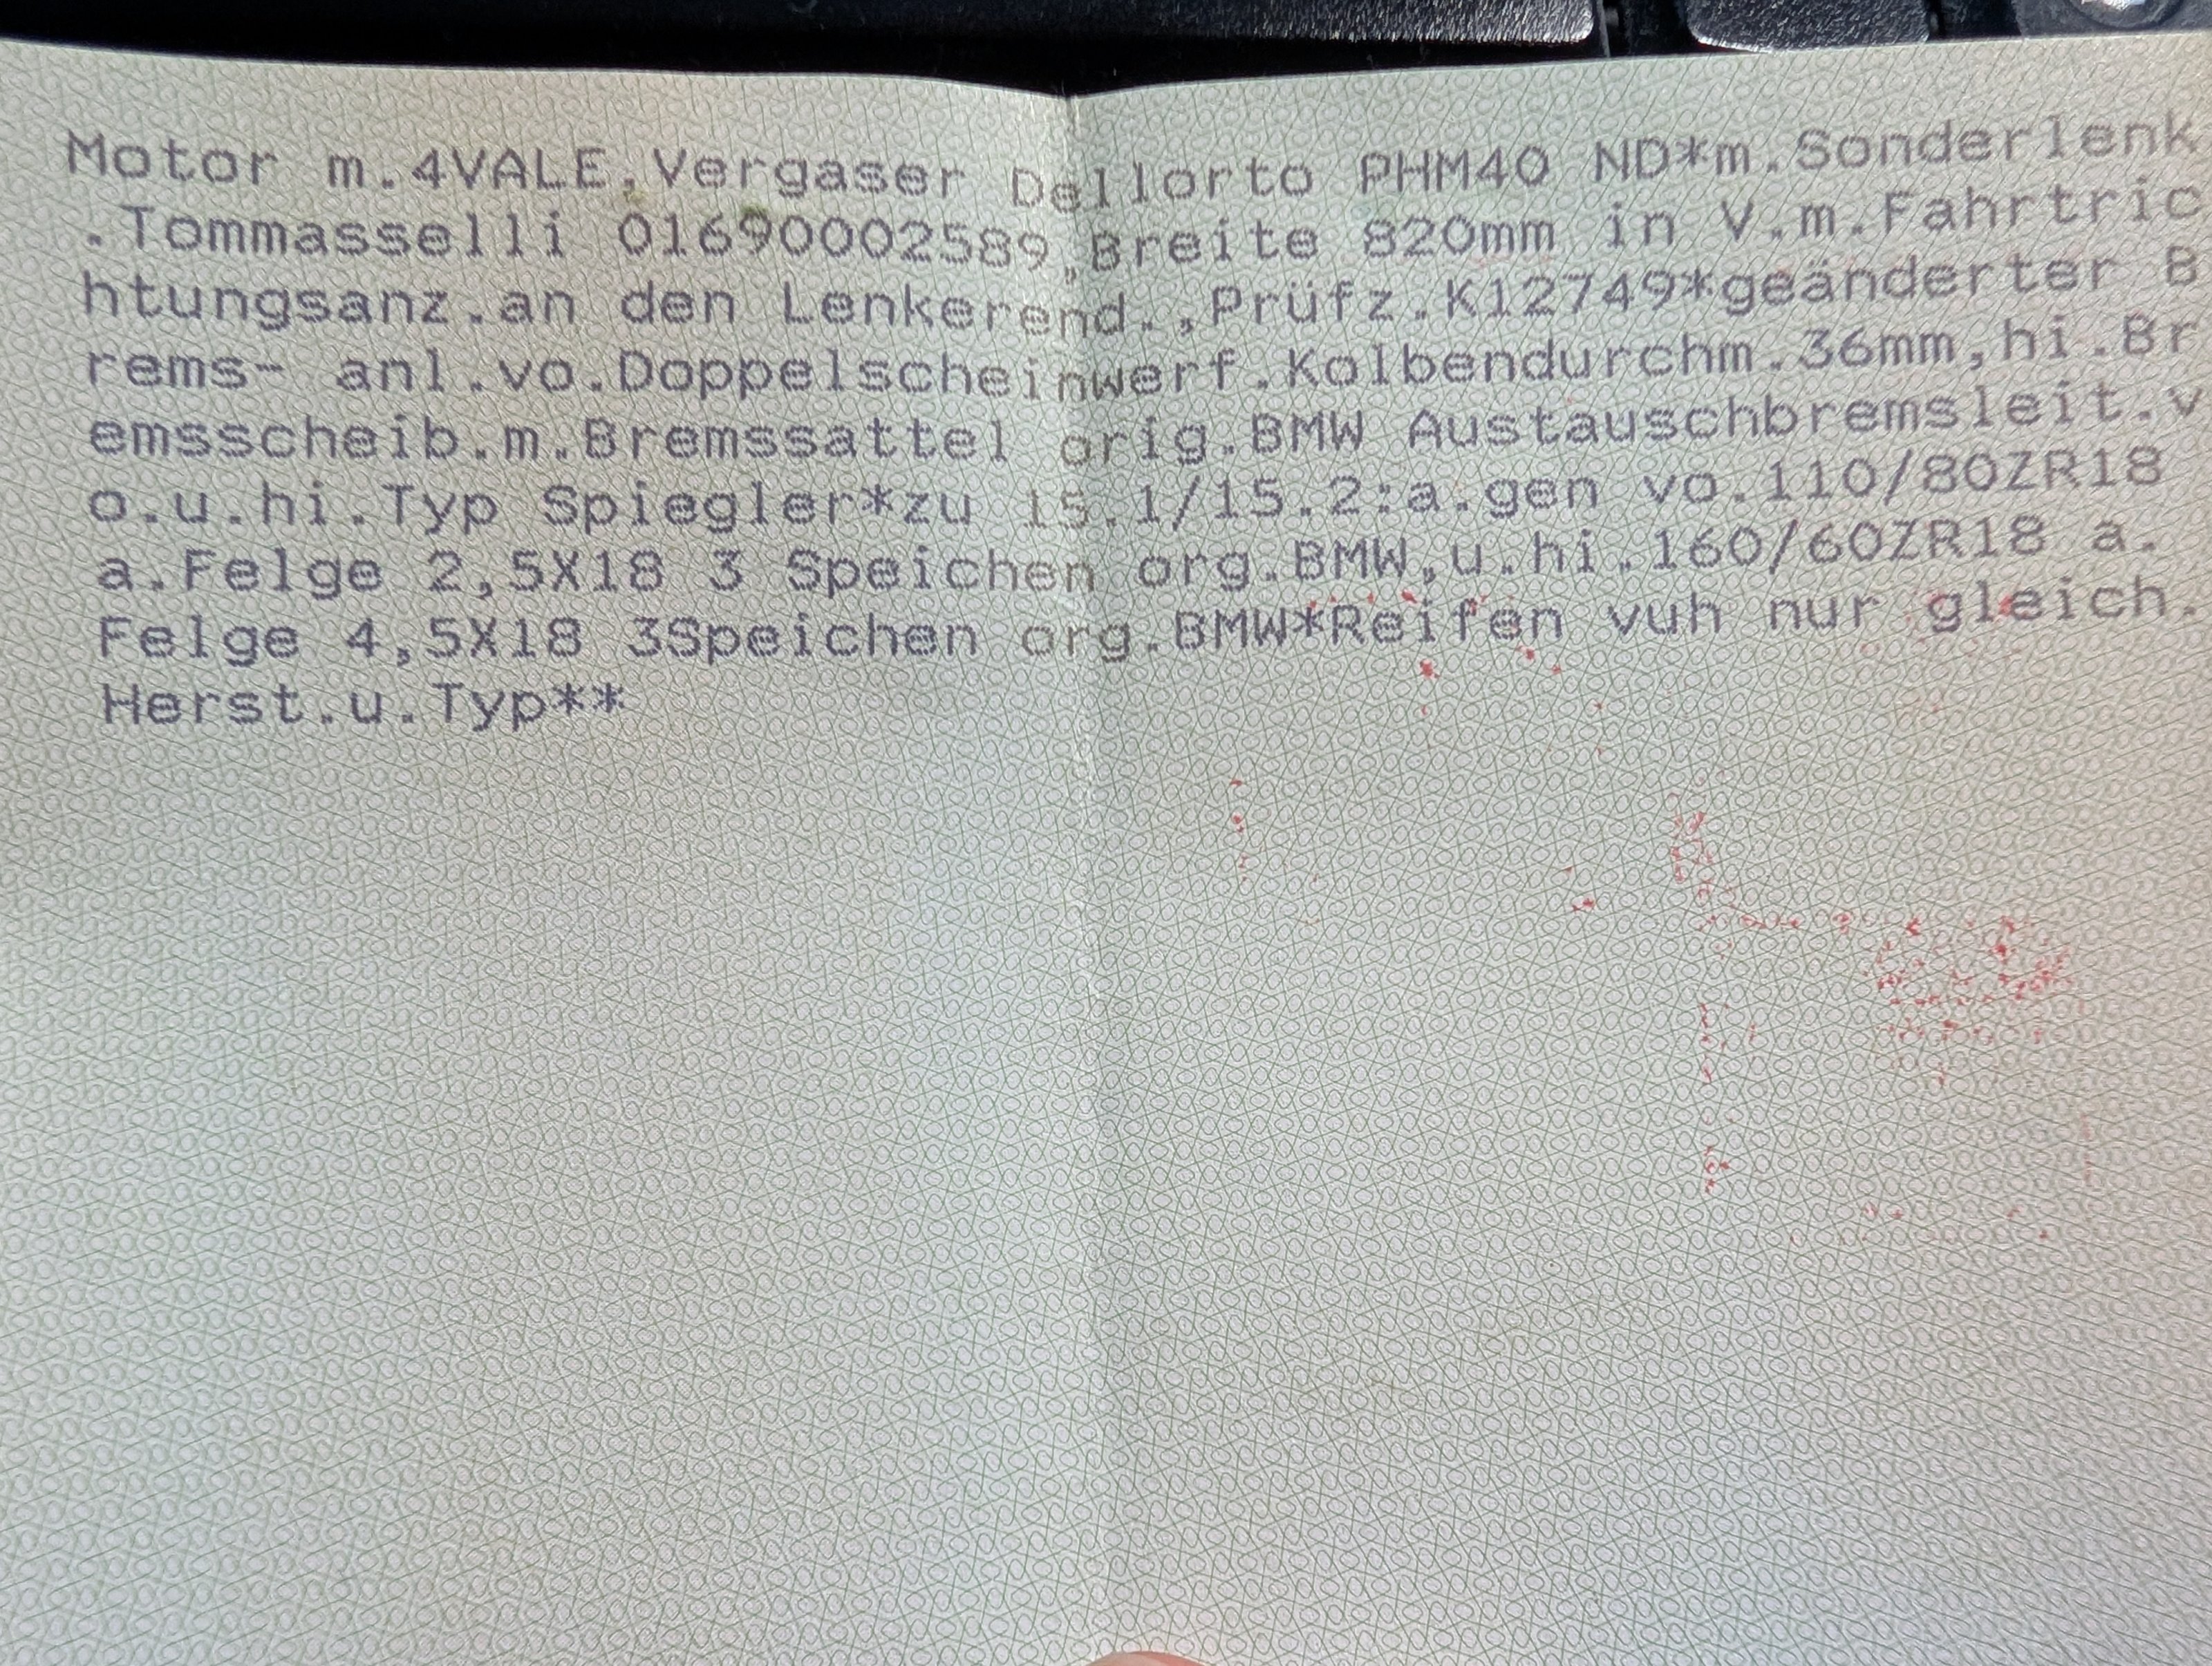 Motor m.4VALE,Vergaser Dellorto PHM40 ND*m.Sonderlenk
.Tommasselli 01690002589,Breite 820mm in V.m.Fahrtric
htungsanz.an den Lenkerend.,Prüfz.K12749*geänderter B
rems- anl.vo.Doppelscheinwerf.Kolbendurchm.36mm,hi.Br
emsscheib.m.Bremssattel orig.BMW Austauschbremsleit.v
o.u.hi.Typ Spiegler*zu 15.1/15.2:a.gen vo.110/80ZR18
a.Felge 2,5X18 3 Speichen org.BMW,u.hi.160/60ZR18 a.
Felge 4,5X18 3Speichen org.BMW*Reifen vuh nur gleich.
Herst.u.Typ**